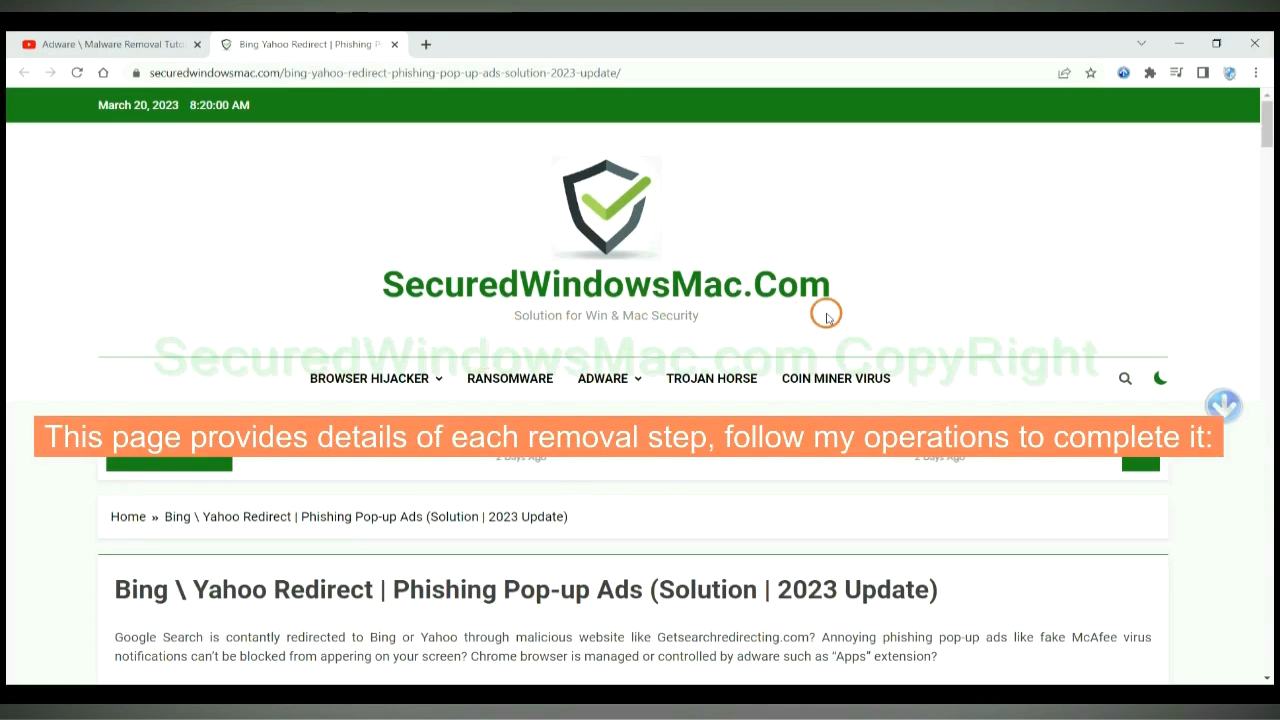 Adware \ Malware Removal Tuto
Bing Yahoo Redirect | Phishing P
securedwindowsmac.com/bing-yahoo-redirect-phishing-pop-up-ads-solution-2023-update/
March 20, 2023 8:20:00 AM
SecuredWindowsMac.Com
Solution for Win & Mac Security
SecuredWindowsMac.com CopyRight
BROWSER HIJACKER RANSOMWARE ADWARE TROJAN HORSE COIN MINER VIRUS
This page provides details of each removal step, follow my operations to complete it:
2 Days Ago 2 Days Ago
Home » Bing \ Yahoo Redirect | Phishing Pop-up Ads (Solution | 2023 Update)
Bing \ Yahoo Redirect | Phishing Pop-up Ads (Solution | 2023 Update)
Google Search is contantly redirected to Bing or Yahoo through malicious website like Getsearchredirecting.com? Annoying phishing pop-up ads like fake McAfee virus
notifications can't be blocked from appering on your screen? Chrome browser is managed or controlled by adware such as “Apps” extension?